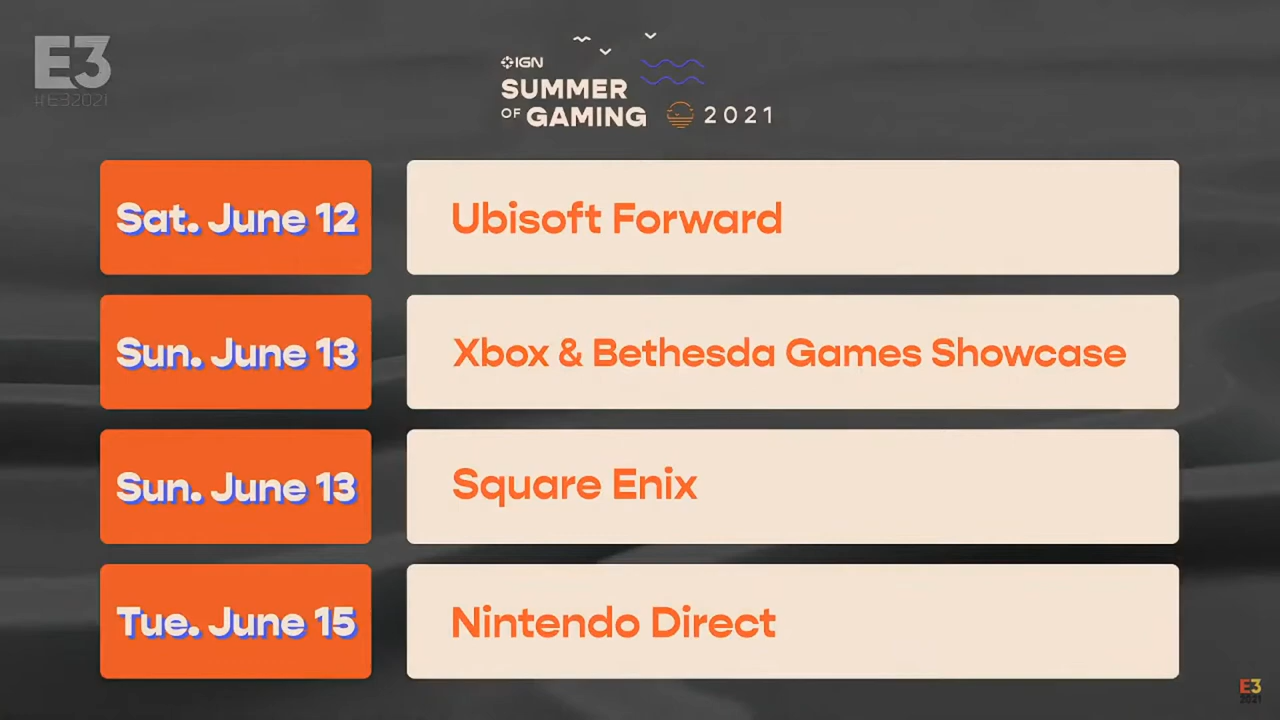 E3
#E32021
IGN
SUMMER
OF GAMING 2021
Sat. June 12
Ubisoft Forward
Sun. June 13
Xbox & Bethesda Games Showcase
Sun. June 13
Square Enix
Tue. June 15
Nintendo Direct
E3
2021